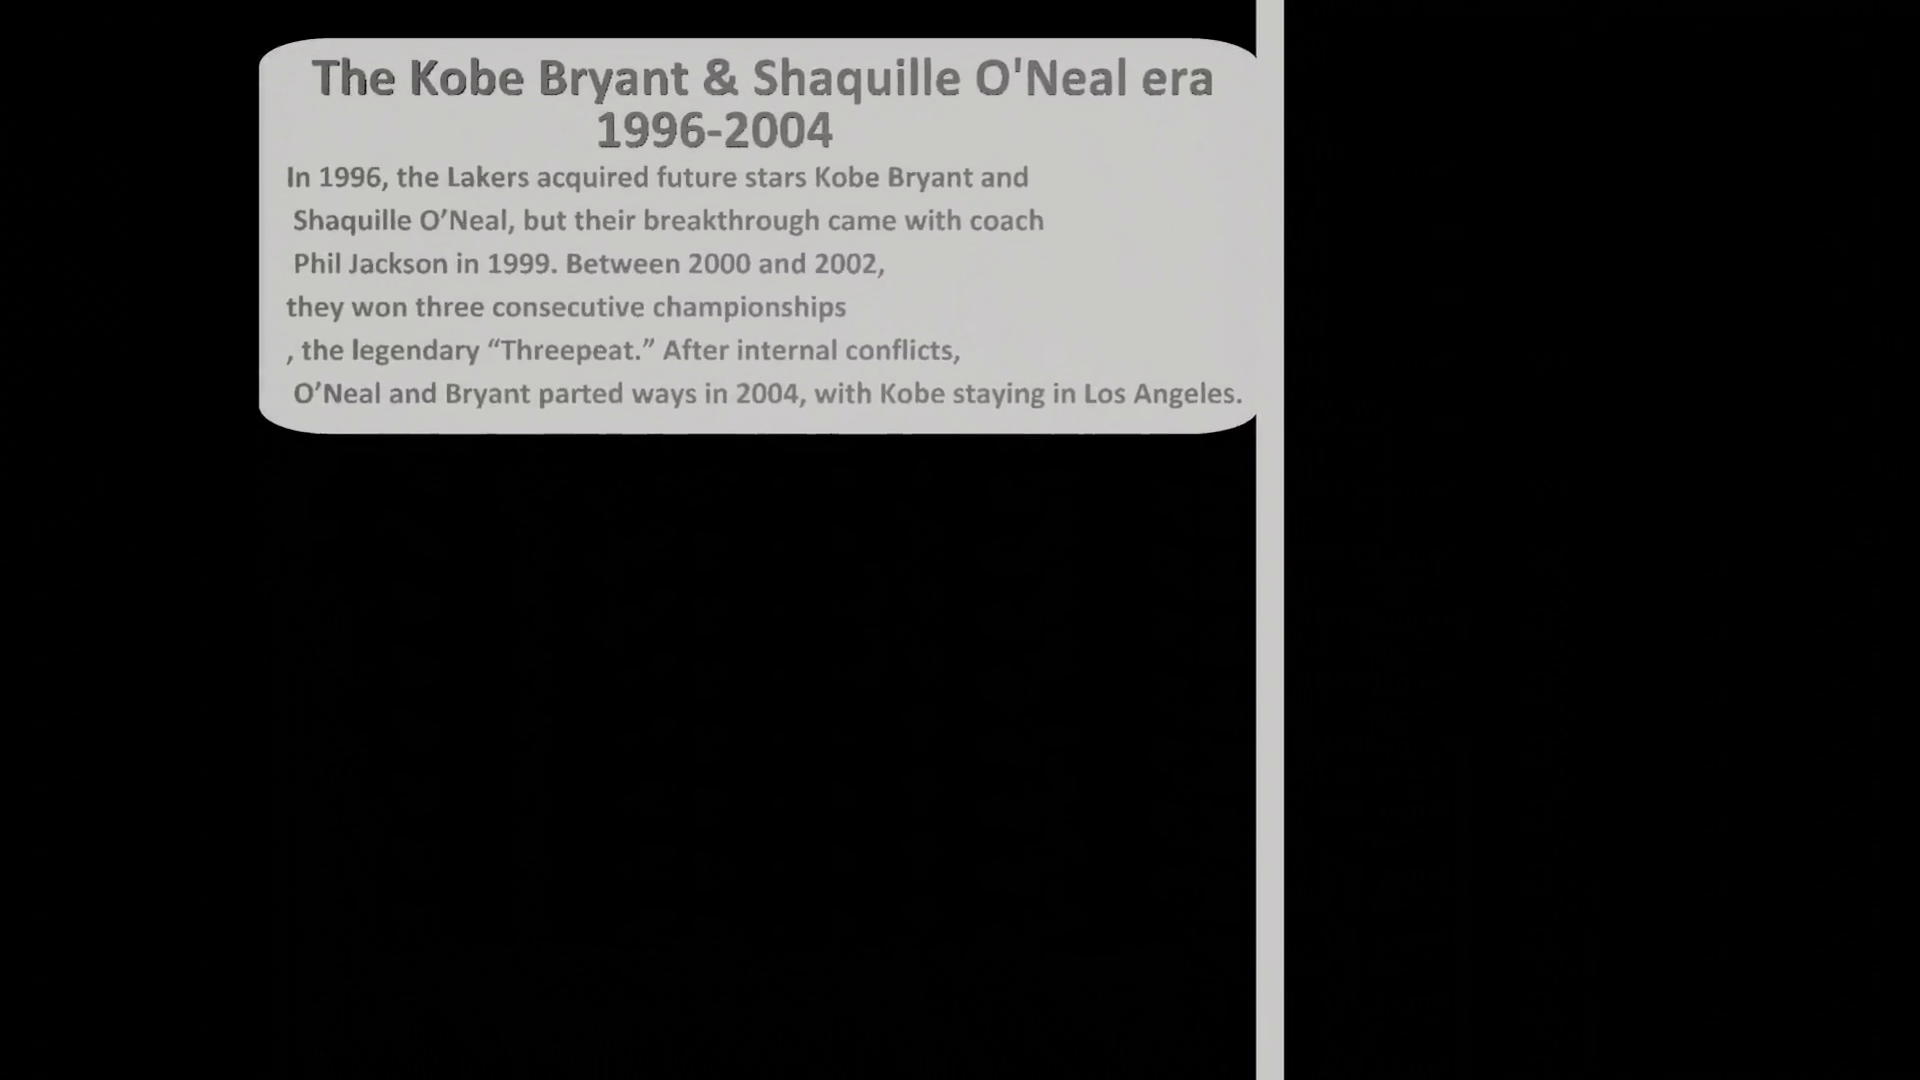 The Kobe Bryant & Shaquille O'Neal era
1996-2004
In 1996, the Lakers acquired future stars Kobe Bryant and
Shaquille O’Neal, but their breakthrough came with coach
Phil Jackson in 1999. Between 2000 and 2002,
they won three consecutive championships
, the legendary “Threepeat.” After internal conflicts,
O’Neal and Bryant parted ways in 2004, with Kobe staying in Los Angeles.